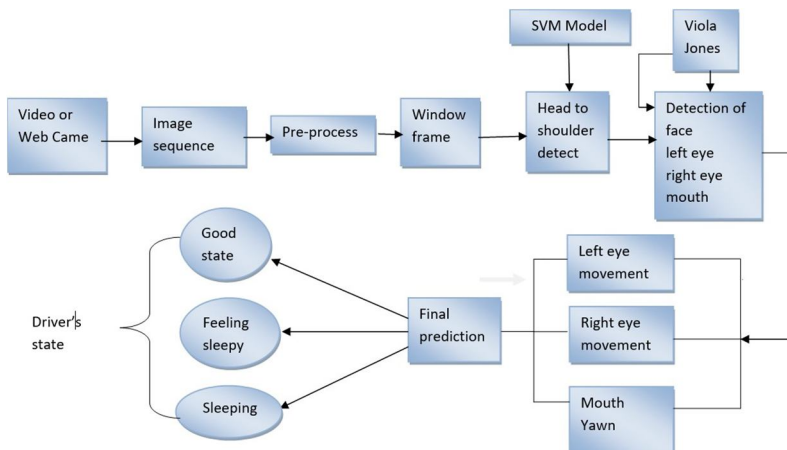 SVM Model
Viola
Jones
Video or
Web Came
Image
sequence
Pre-process
Window
frame
Head to
shoulder
detect
Detection of
face
left eye
right eye
mouth
Good
state
Left eye
movement
Driver's
state
Feeling
sleepy
Final
prediction
Right eye
movement
Sleeping
Mouth
Yawn